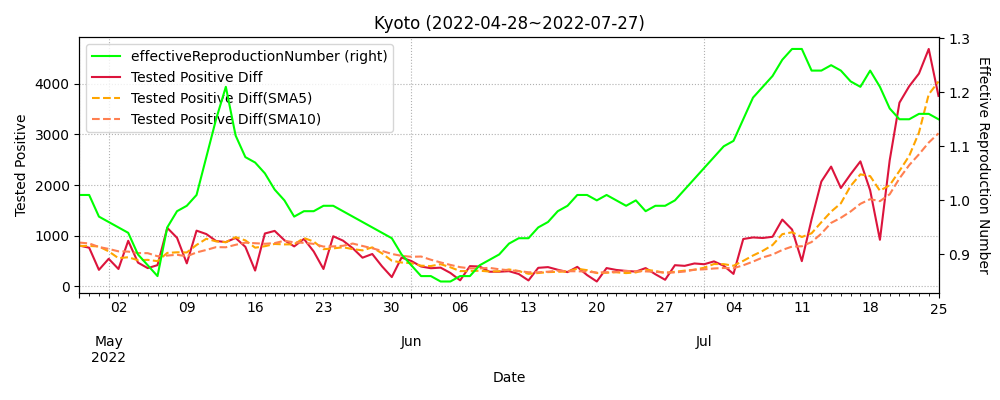 Kyoto (2022-04-28~2022-07-27)
effectiveReproductionNumber (right)
Tested Positive Diff
Tested Positive Diff(SMA5)
Tested Positive Diff(SMA10)
Tested Positive
4000
3000
2000
1000
0
Effective Reproduction Number
1.3
1.2
1.1
1.0
0.9
02 09 16 23 30 06 13 20 27 04 11 18 25
May Jun Jul
2022
Date